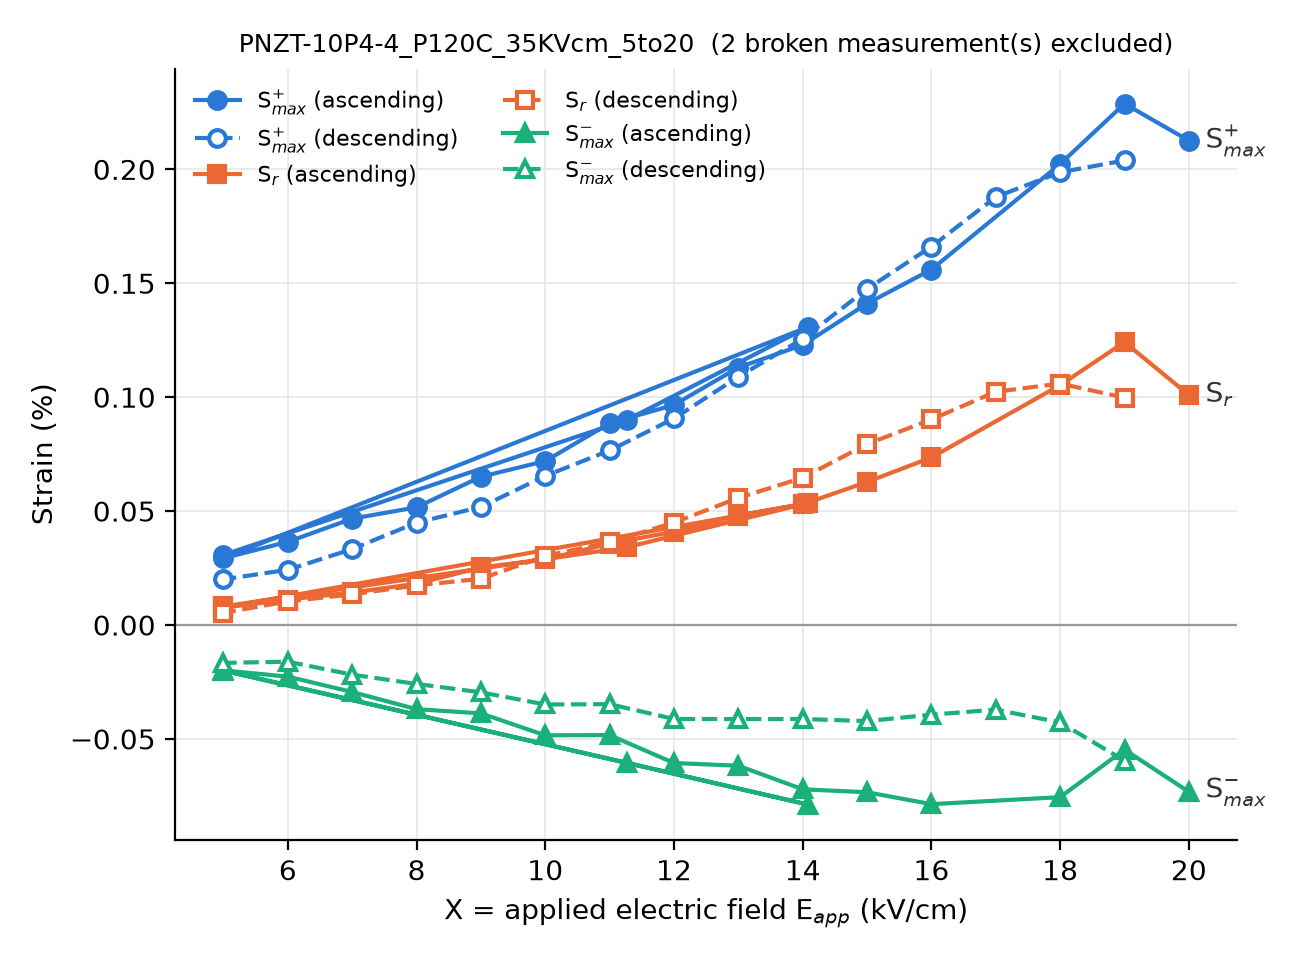 PNZT-10P4-4_P120C_35KVcm_5to20 (2 broken measurement(s) excluded)
S⁺max (ascending)
S⁺max (descending)
Sr (ascending)
Sr (descending)
S⁻max (ascending)
S⁻max (descending)
S⁺max
Sr
S⁻max
Strain (%)
0.20
0.15
0.10
0.05
0.00
−0.05
6 8 10 12 14 16 18 20
X = applied electric field Eapp (kV/cm)